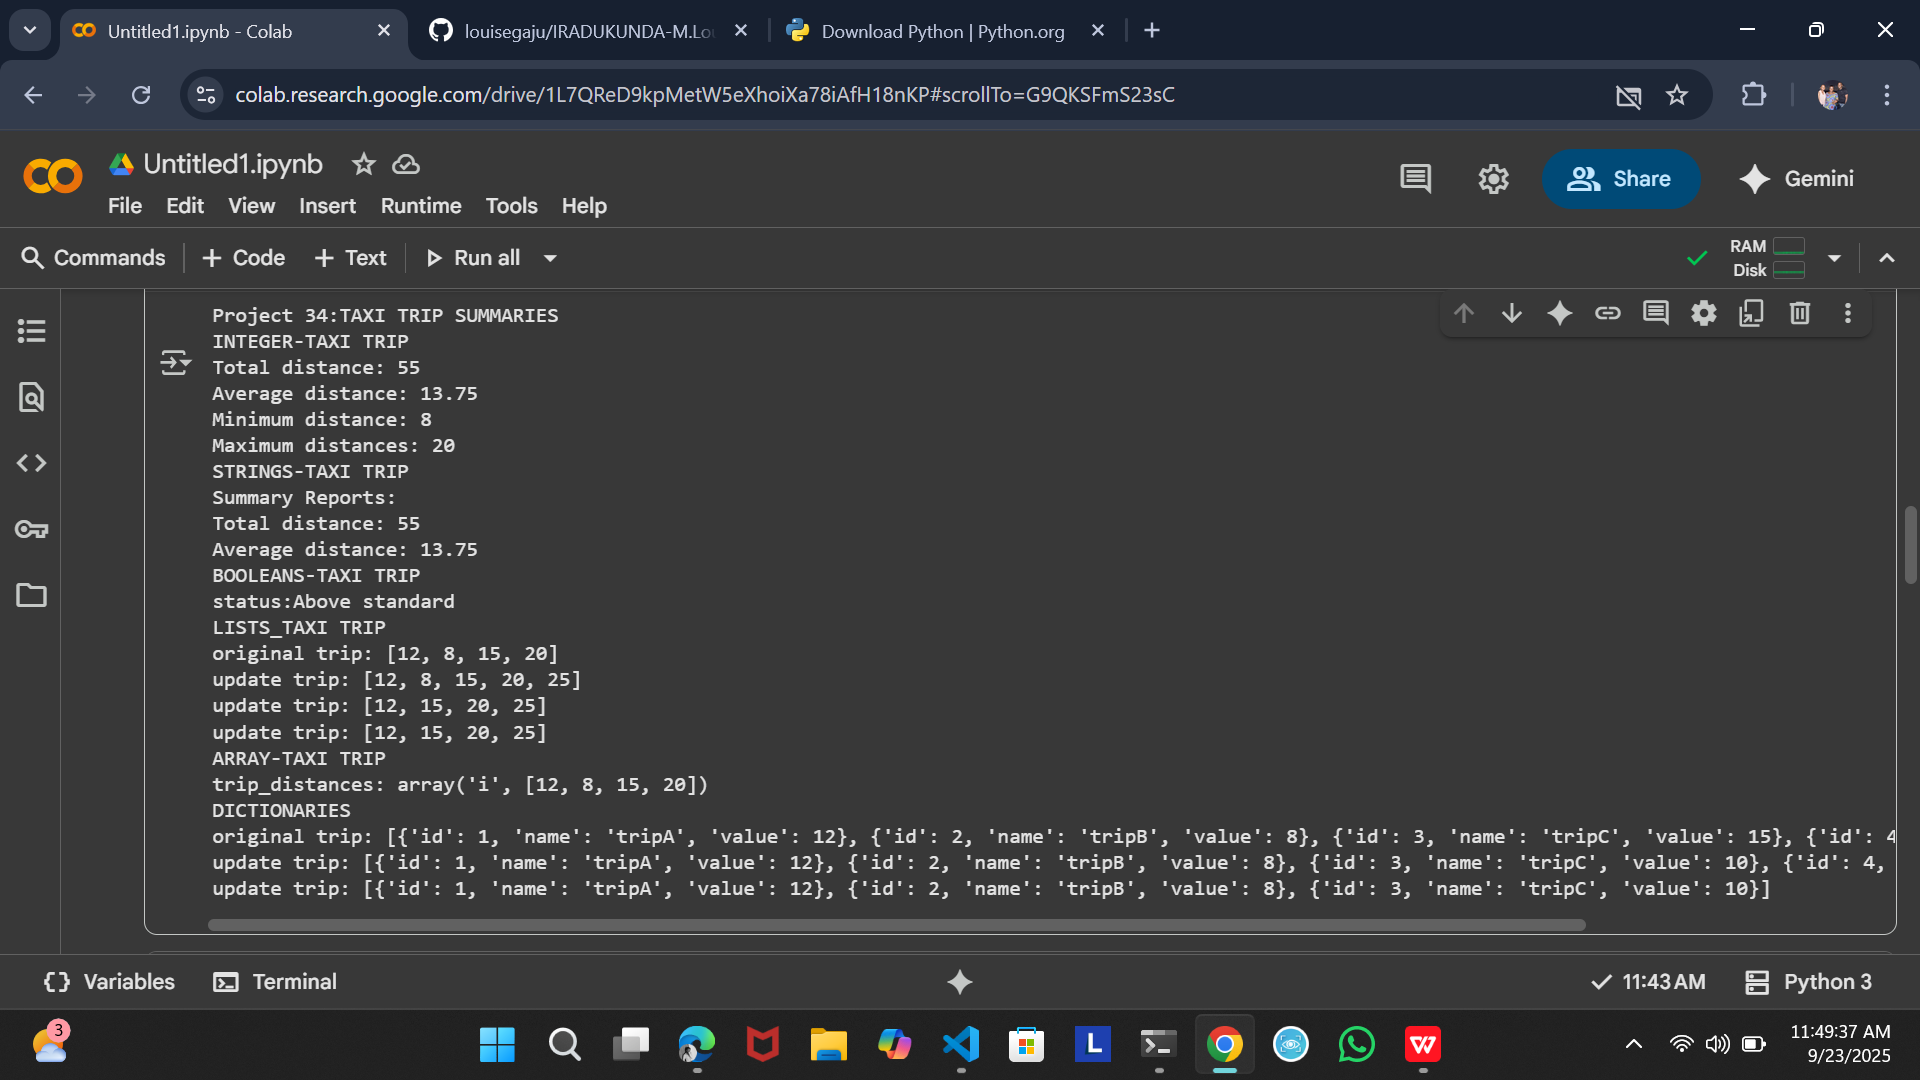 Untitled1.ipynb - Colab
louisegaju/IRADUKUNDA-M.Lou
Download Python | Python.org
colab.research.google.com/drive/1L7QReD9kpMetW5eXhoiXa78iAfH18nKP#scrollTo=G9QKSFmS23sC
Untitled1.ipynb
File Edit View Insert Runtime Tools Help
Share
Gemini
Commands + Code + Text Run all
RAM
Disk
Project 34:TAXI TRIP SUMMARIES
INTEGER-TAXI TRIP
Total distance: 55
Average distance: 13.75
Minimum distance: 8
Maximum distances: 20
STRINGS-TAXI TRIP
Summary Reports:
Total distance: 55
Average distance: 13.75
BOOLEANS-TAXI TRIP
status:Above standard
LISTS_TAXI TRIP
original trip: [12, 8, 15, 20]
update trip: [12, 8, 15, 20, 25]
update trip: [12, 15, 20, 25]
update trip: [12, 15, 20, 25]
ARRAY-TAXI TRIP
trip_distances: array('i', [12, 8, 15, 20])
DICTIONARIES
original trip: [{'id': 1, 'name': 'tripA', 'value': 12}, {'id': 2, 'name': 'tripB', 'value': 8}, {'id': 3, 'name': 'tripC', 'value': 15}, {'id': 4
update trip: [{'id': 1, 'name': 'tripA', 'value': 12}, {'id': 2, 'name': 'tripB', 'value': 8}, {'id': 3, 'name': 'tripC', 'value': 10}, {'id': 4,
update trip: [{'id': 1, 'name': 'tripA', 'value': 12}, {'id': 2, 'name': 'tripB', 'value': 8}, {'id': 3, 'name': 'tripC', 'value': 10}]
Variables Terminal
11:43 AM
Python 3
3
L
W
11:49:37 AM
9/23/2025